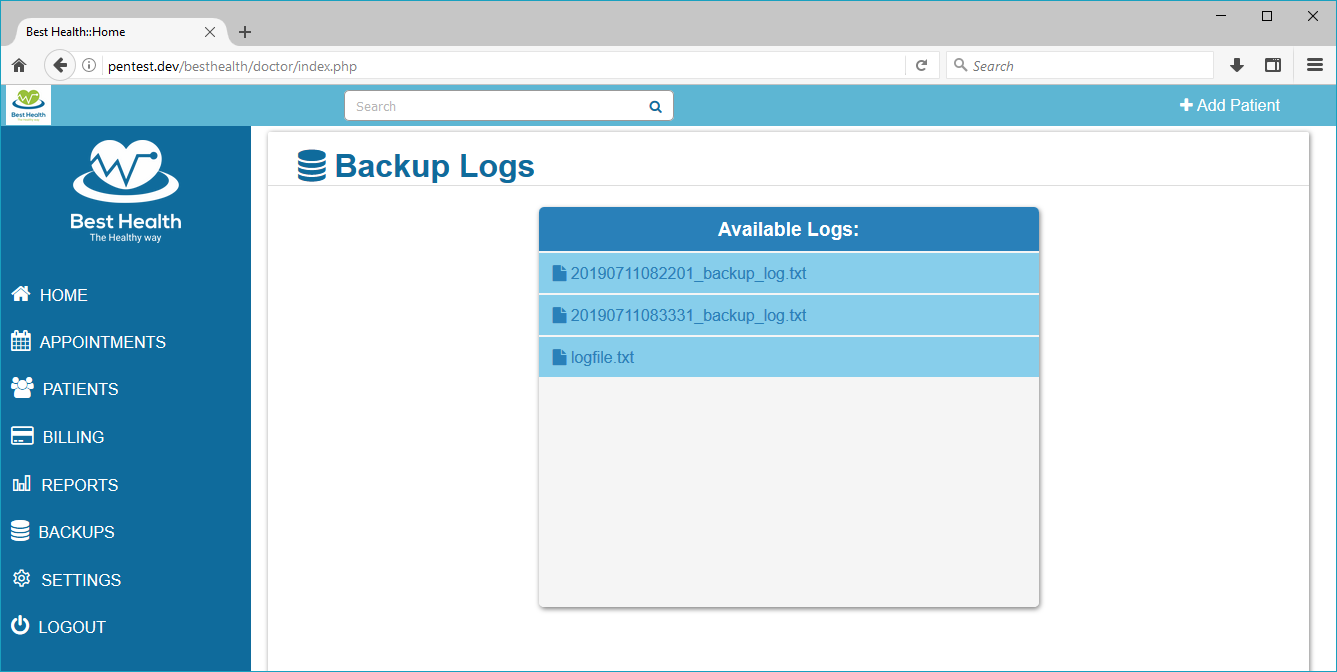 Best Health::Home
pentest.dev/besthealth/doctor/index.php
Search
Best Health
Search
Add Patient
Best Health
The Healthy way
HOME
APPOINTMENTS
PATIENTS
BILLING
REPORTS
BACKUPS
SETTINGS
LOGOUT
Backup Logs
Available Logs:
20190711082201_backup_log.txt
20190711083331_backup_log.txt
logfile.txt